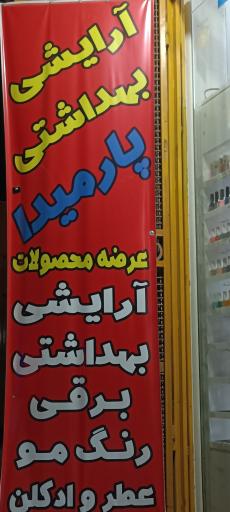 آرایشی
بهداشتی
پارمیدا
عرضه محصولات
آرایشی
بهداشتی
برقی
رنگ مو
عطر و ادکلن